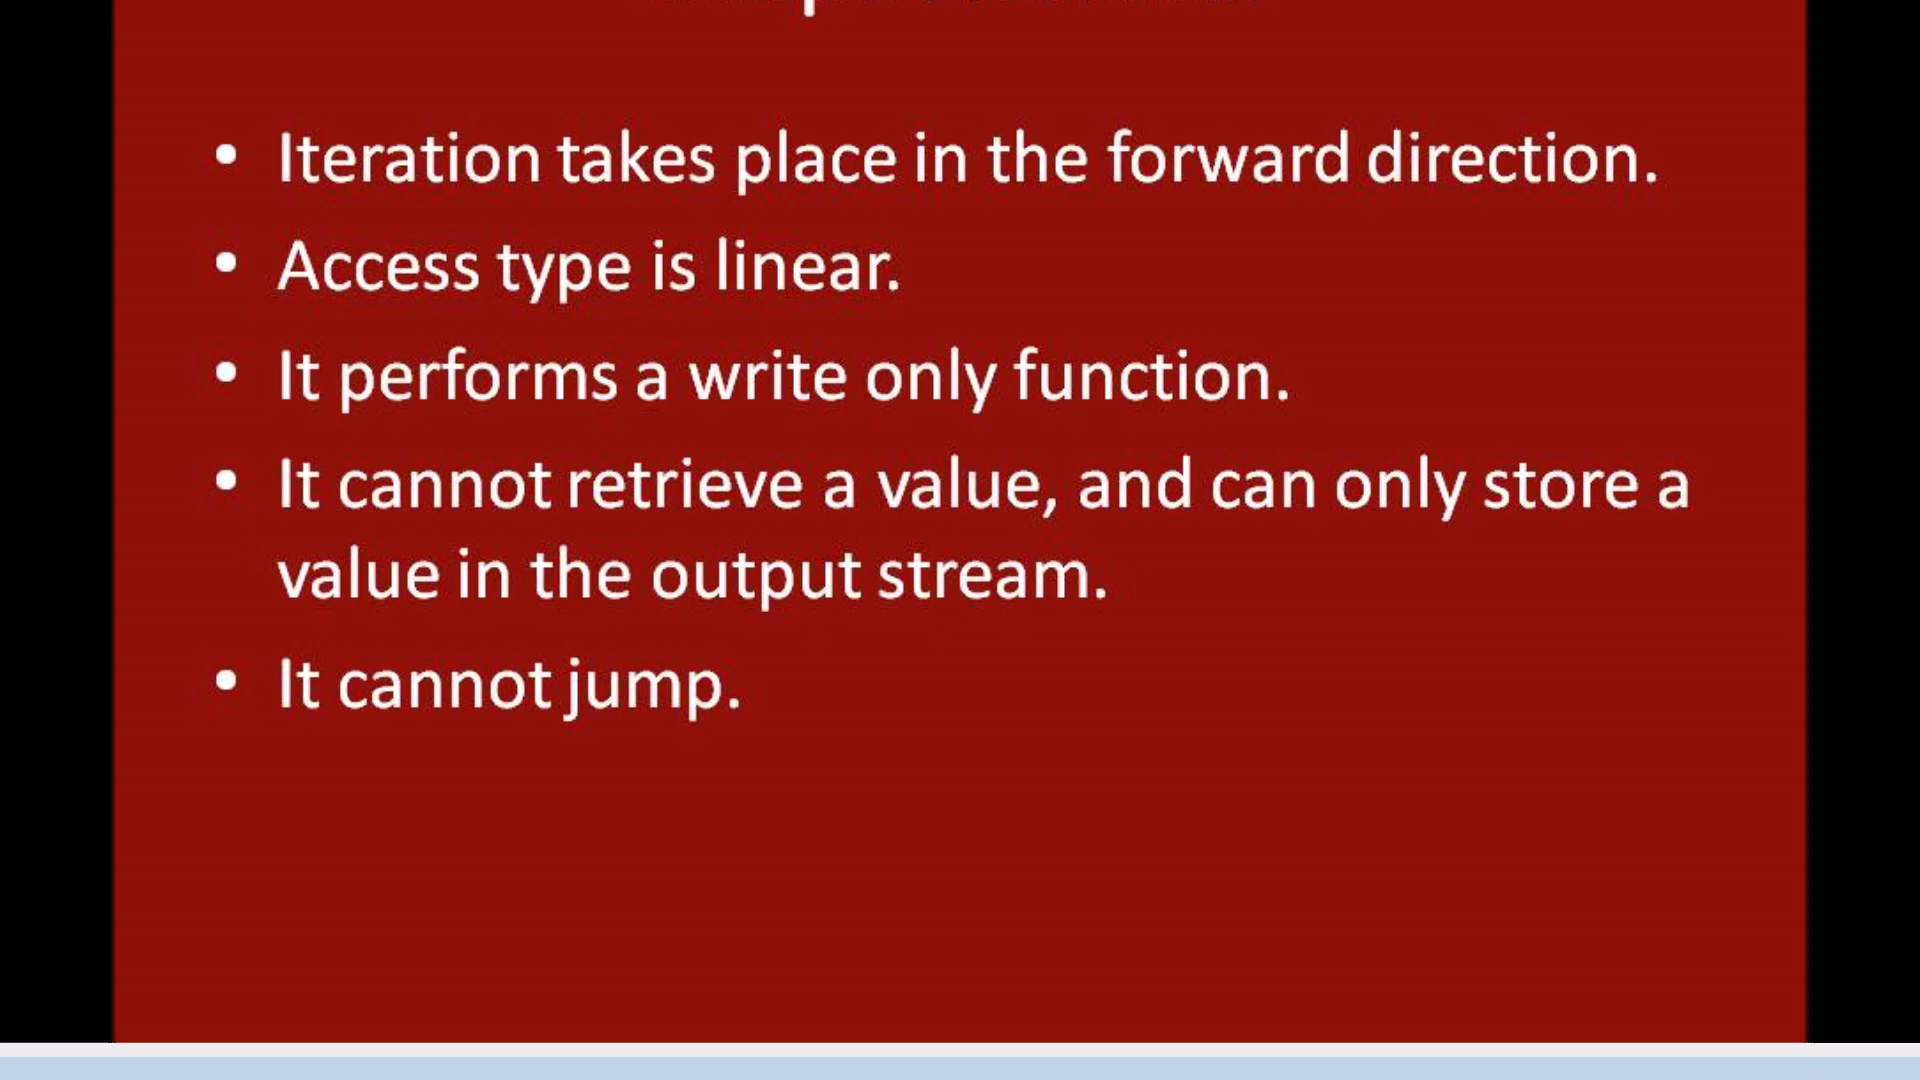 • Iteration takes place in the forward direction.
• Access type is linear.
• It performs a write only function.
• It cannot retrieve a value, and can only store a
value in the output stream.
• It cannot jump.